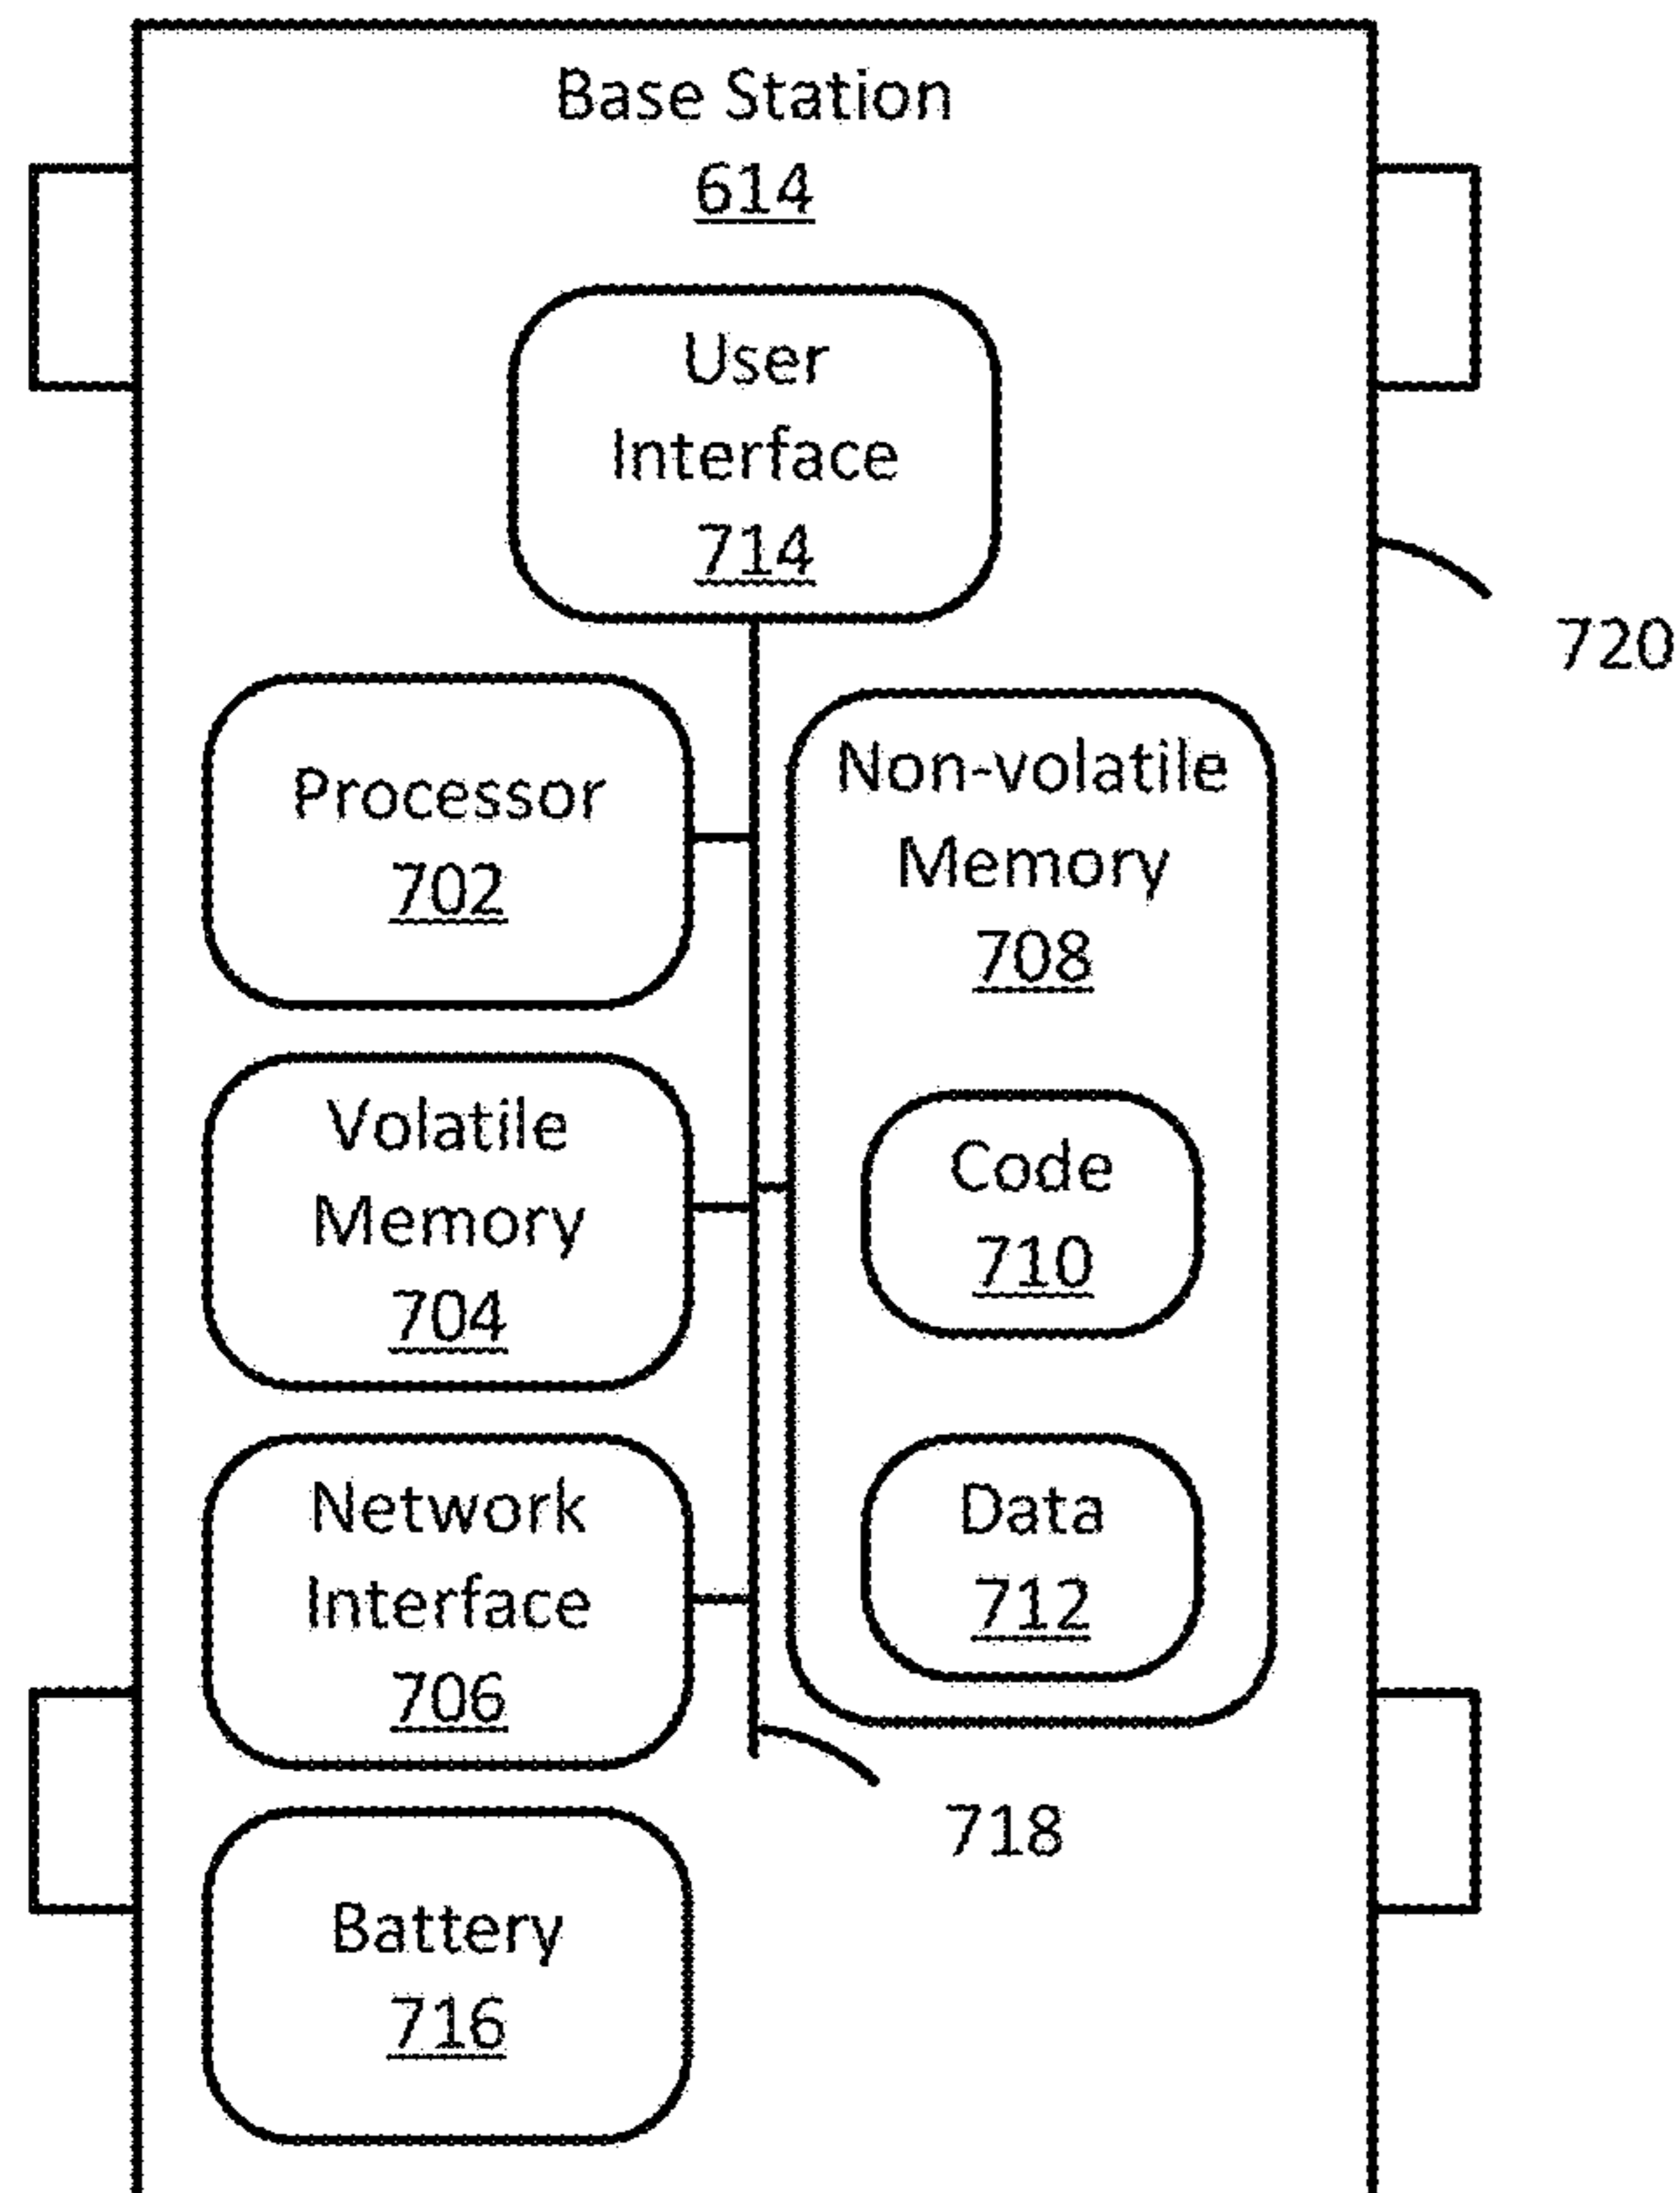 Base Station
614
User
Interface
714
720
Processor
702
Non-volatile
Memory
708
Volatile
Memory
704
Code
710
Network
Interface
706
Data
712
718
Battery
716